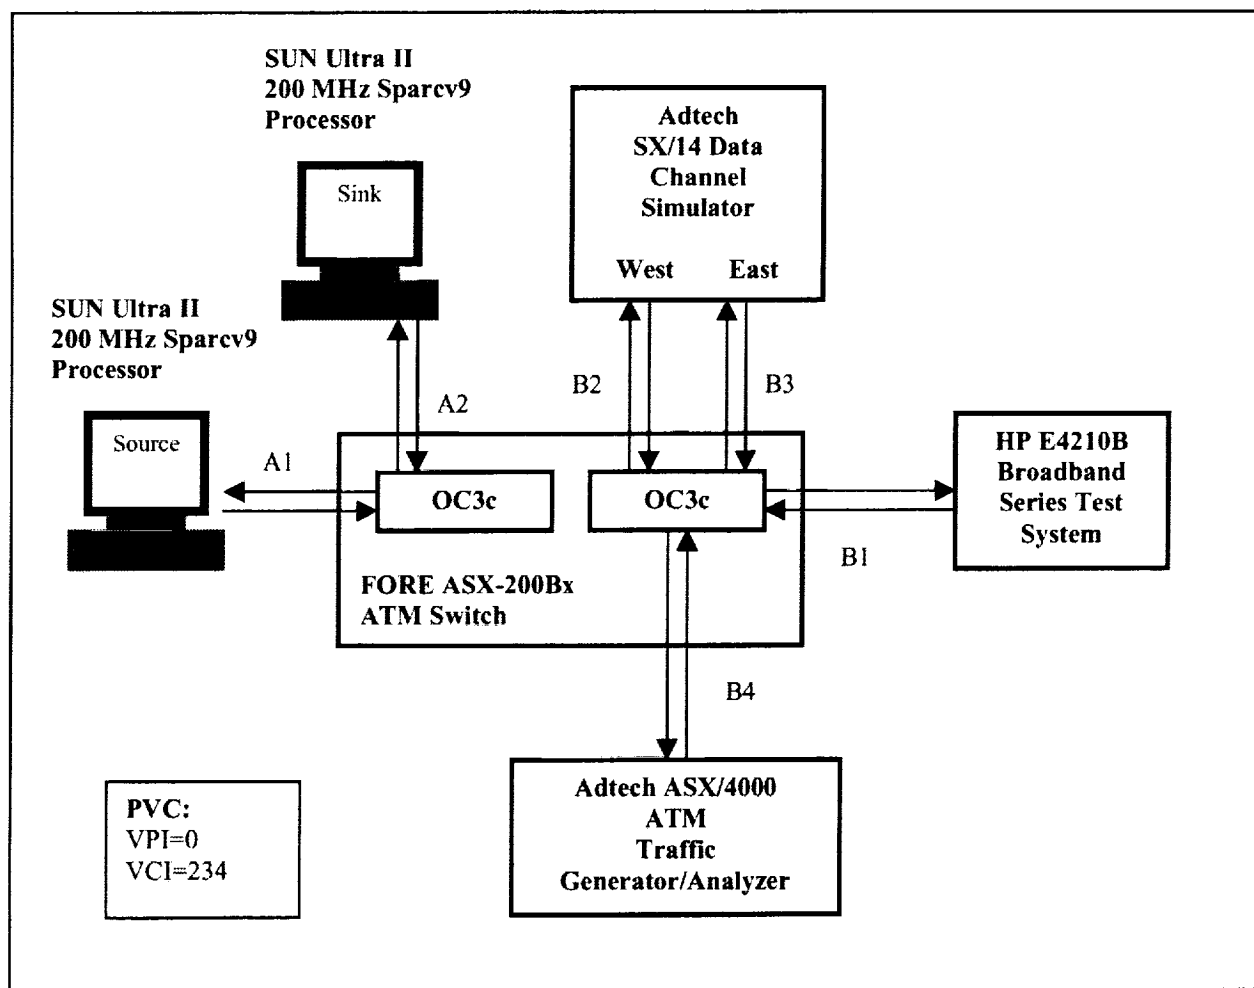 SUN Ultra II
200 MHz Sparcv9
Processor
Sink
Adtech
SX/14 Data
Channel
Simulator
West East
SUN Ultra II
200 MHz Sparcv9
Processor
Source
A1
A2
B2
B3
OC3c
OC3c
FORE ASX-200Bx
ATM Switch
HP E4210B
Broadband
Series Test
System
B1
B4
PVC:
VPI=0
VCI=234
Adtech ASX/4000
ATM
Traffic
Generator/Analyzer